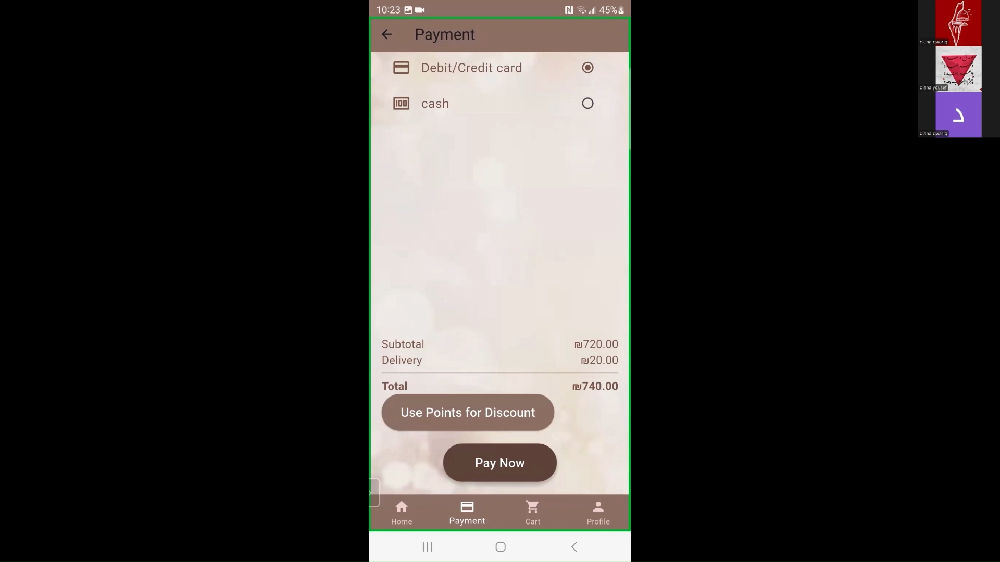 10:23
45%
Payment
Debit/Credit card
100
cash
Subtotal
₪720.00
Delivery
₪20.00
Total
₪740.00
Use Points for Discount
Pay Now
Home
Payment
Cart
Profile
diana qwariq
diana yousef
د
diana qwariq